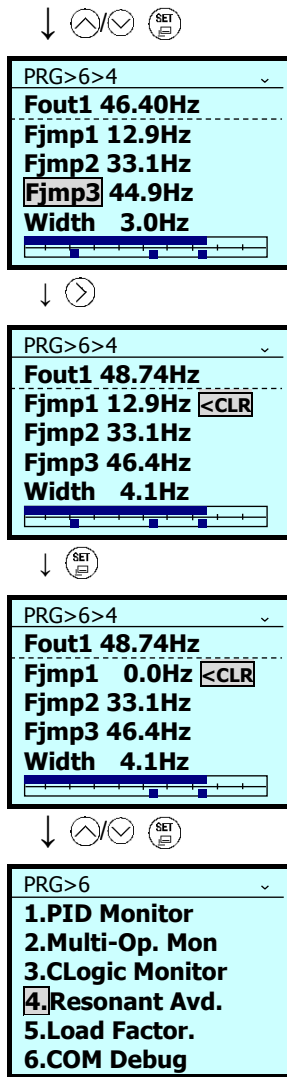 ↓ ∧/∨ SET
PRG>6>4
Fout1 46.40Hz
Fjmp1 12.9Hz
Fjmp2 33.1Hz
Fjmp3 44.9Hz
Width 3.0Hz
↓ >
PRG>6>4
Fout1 48.74Hz
Fjmp1 12.9Hz <CLR
Fjmp2 33.1Hz
Fjmp3 46.4Hz
Width 4.1Hz
↓ SET
PRG>6>4
Fout1 48.74Hz
Fjmp1 0.0Hz <CLR
Fjmp2 33.1Hz
Fjmp3 46.4Hz
Width 4.1Hz
↓ ∧/∨ SET
PRG>6
1.PID Monitor
2.Multi-Op. Mon
3.CLogic Monitor
4.Resonant Avd.
5.Load Factor.
6.COM Debug